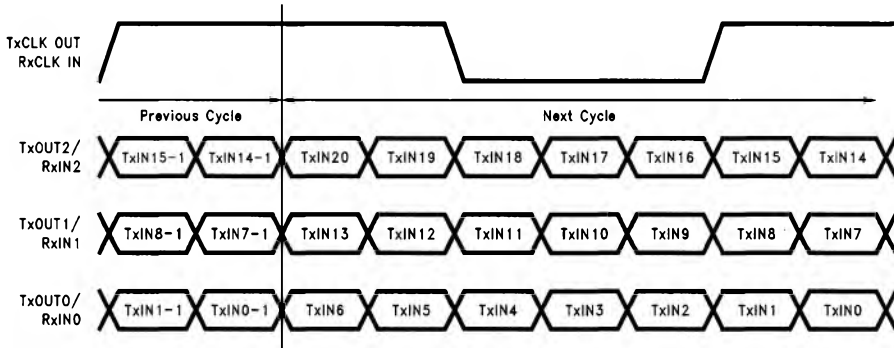 TxCLK OUT
RxCLK IN
Previous Cycle
Next Cycle
TxOUT2/
RxIN2
TxIN15-1 TxIN14-1 TxIN20 TxIN19 TxIN18 TxIN17 TxIN16 TxIN15 TxIN14
TxOUT1/
RxIN1
TxIN8-1 TxIN7-1 TxIN13 TxIN12 TxIN11 TxIN10 TxIN9 TxIN8 TxIN7
TxOUT0/
RxIN0
TxIN1-1 TxIN0-1 TxIN6 TxIN5 TxIN4 TxIN3 TxIN2 TxIN1 TxIN0